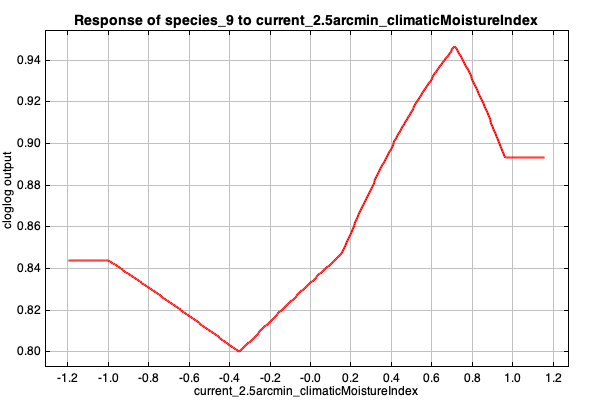 Response of species_9 to current_2.5arcmin_climaticMoistureIndex
cloglog output
0.94
0.92
0.90
0.88
0.86
0.84
0.82
0.80
-1.2 -1.0 -0.8 -0.6 -0.4 -0.2 -0.0 0.2 0.4 0.6 0.8 1.0 1.2
current_2.5arcmin_climaticMoistureIndex